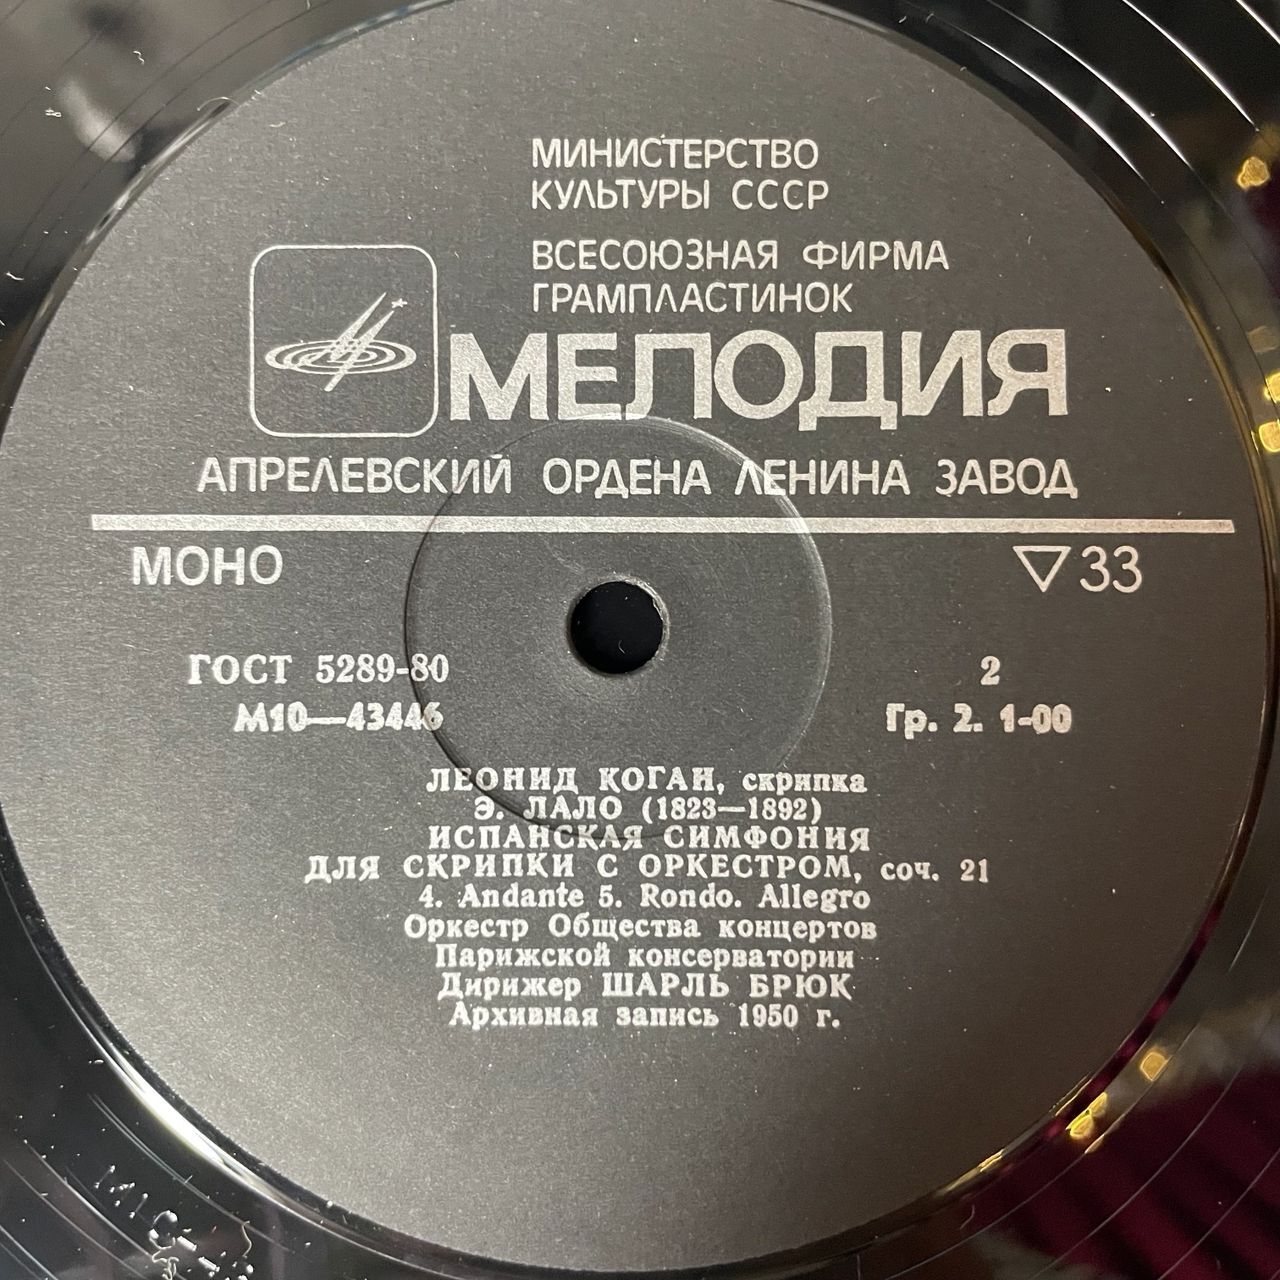 МИНИСТЕРСТВО
КУЛЬТУРЫ СССР
ВСЕСОЮЗНАЯ ФИРМА
ГРАМПЛАСТИНОК
МЕЛОДИЯ
АПРЕЛЕВСКИЙ ОРДЕНА ЛЕНИНА ЗАВОД
МОНО ▽33
ГОСТ 5289-80 2
М10—43446 Гр. 2. 1-00
ЛЕОНИД КОГАН, скрипка
Э. ЛАЛО (1823—1892)
ИСПАНСКАЯ СИМФОНИЯ
ДЛЯ СКРИПКИ С ОРКЕСТРОМ, соч. 21
4. Andante 5. Rondo. Allegro
Оркестр Общества концертов
Парижской консерватории
Дирижер ШАРЛЬ БРЮК
Архивная запись 1950 г.